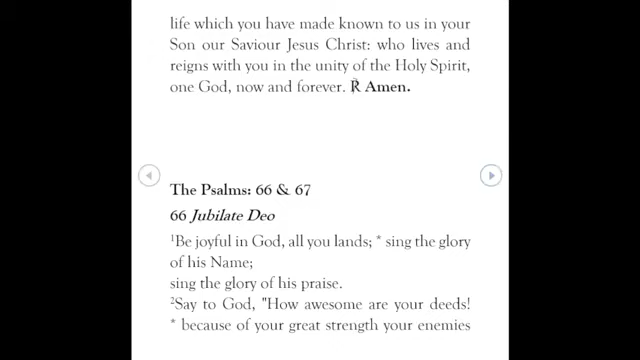 life which you have made known to us in your
Son our Saviour Jesus Christ: who lives and
reigns with you in the unity of the Holy Spirit,
one God, now and forever. ℟ Amen.
The Psalms: 66 & 67
66 Jubilate Deo
¹Be joyful in God, all you lands; * sing the glory
of his Name;
sing the glory of his praise.
²Say to God, "How awesome are your deeds!
* because of your great strength your enemies